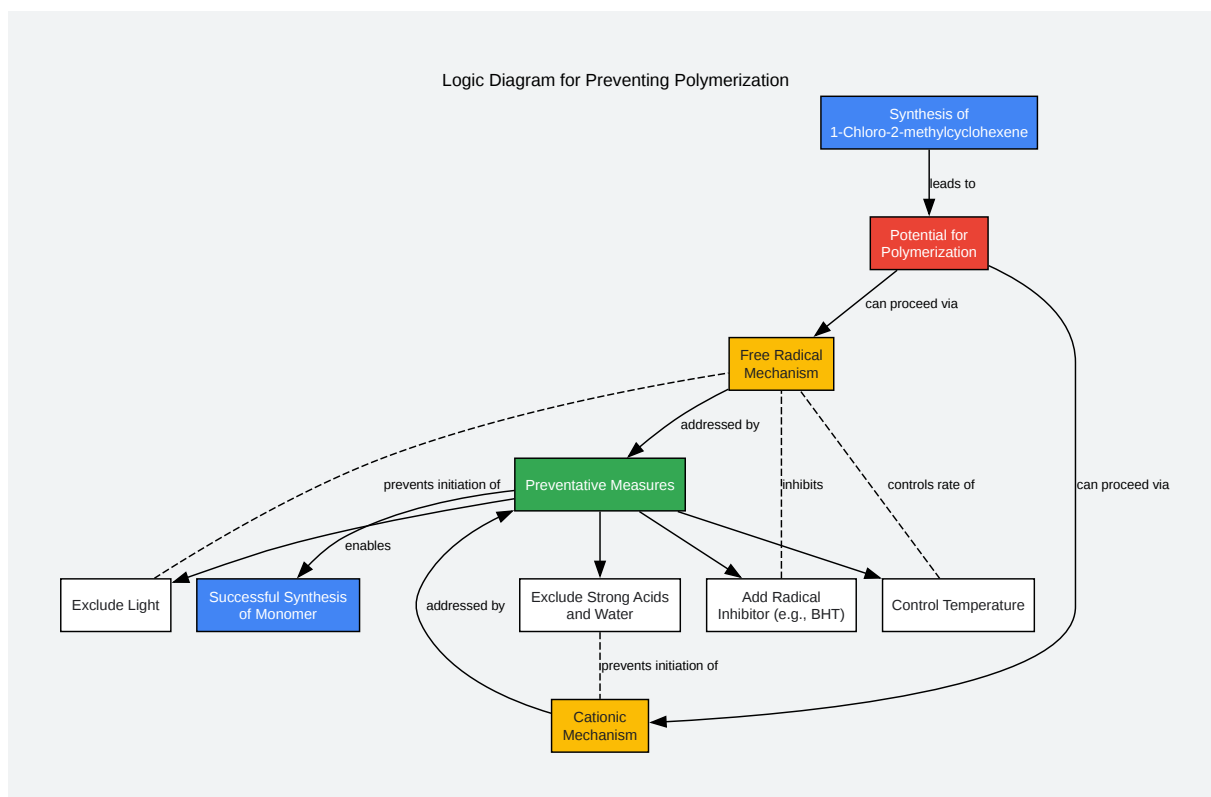 Logic Diagram for Preventing Polymerization
Synthesis of
1-Chloro-2-methylcyclohexene
leads to
Potential for
Polymerization
can proceed via
Free Radical
Mechanism
addressed by
prevents initiation of
Preventative Measures
inhibits
controls rate of
can proceed via
enables
Exclude Light
Successful Synthesis
of Monomer
addressed by
Exclude Strong Acids
and Water
Add Radical
Inhibitor (e.g., BHT)
Control Temperature
prevents initiation of
Cationic
Mechanism